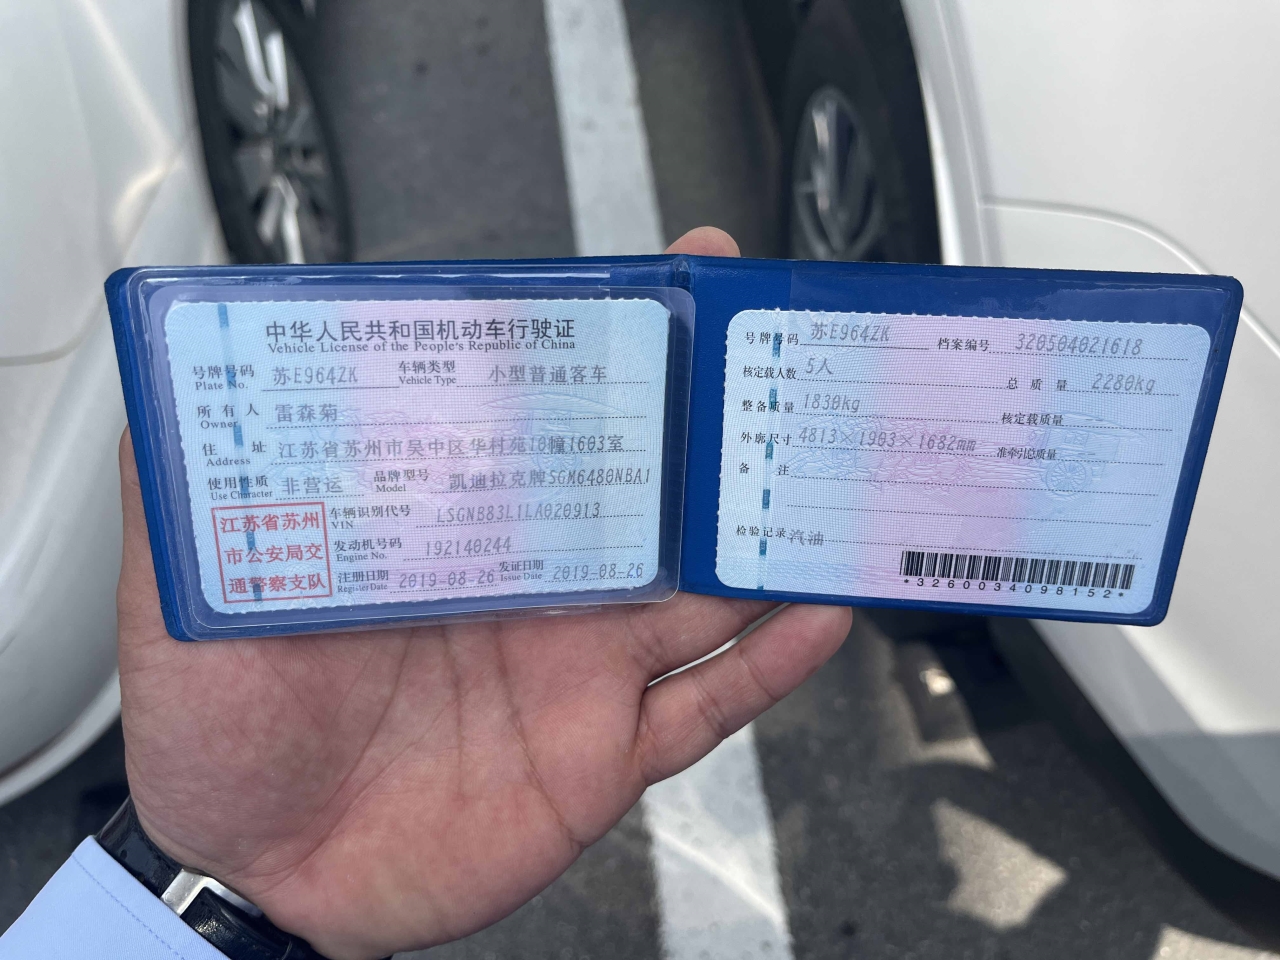 中华人民共和国机动车行驶证
Vehicle License of the People's Republic of China
号牌号码 苏E964ZK 车辆类型 小型普通客车
Plate No. Vehicle Type
所有人 雷森菊
Owner
住址 江苏省苏州市吴中区华村苑10幢1603室
Address
使用性质 非营运 品牌型号 凯迪拉克牌SGM6480NBA1
Use Character Model
江苏省苏州
市公安局交
通警察支队
车辆识别代号 LSGNB83L1LA020913
VIN
发动机号码 192140244
Engine No.
注册日期 2019-08-26 发证日期 2019-08-26
Register Date Issue Date
号牌号码 苏E964ZK 档案编号 320504021618
核定载人数 5人 总质量 2280kg
整备质量 1830kg 核定载质量
外廓尺寸 4813×1903×1682mm 准牵引总质量
备注
检验记录 汽油
*3260034098152*